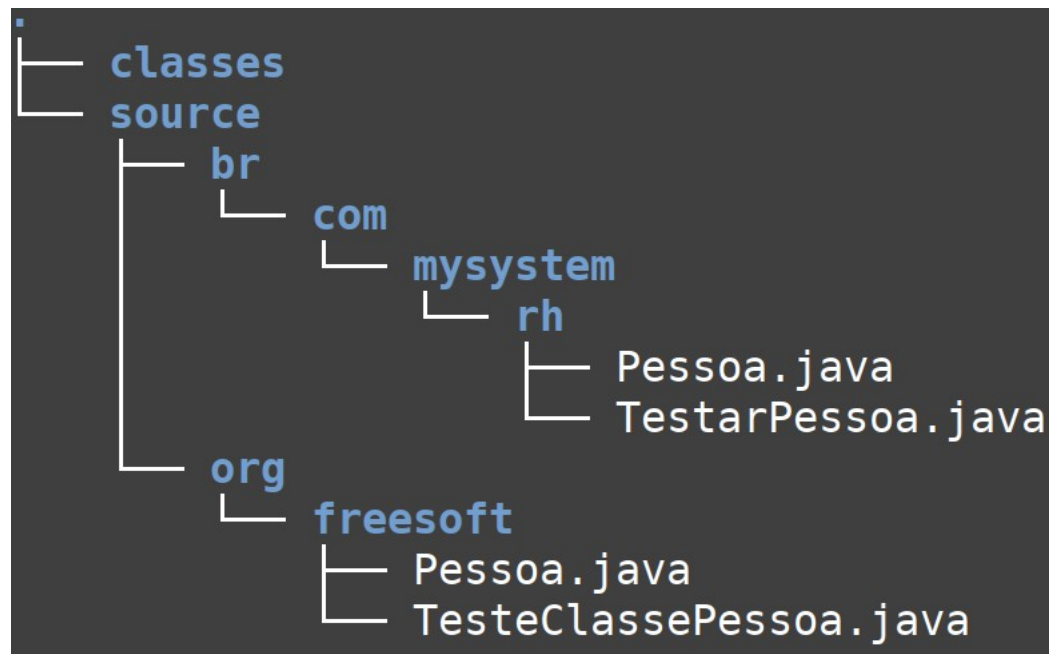 .
classes
source
br
com
mysystem
rh
Pessoa.java
TestarPessoa.java
org
freesoft
Pessoa.java
TesteClassePessoa.java